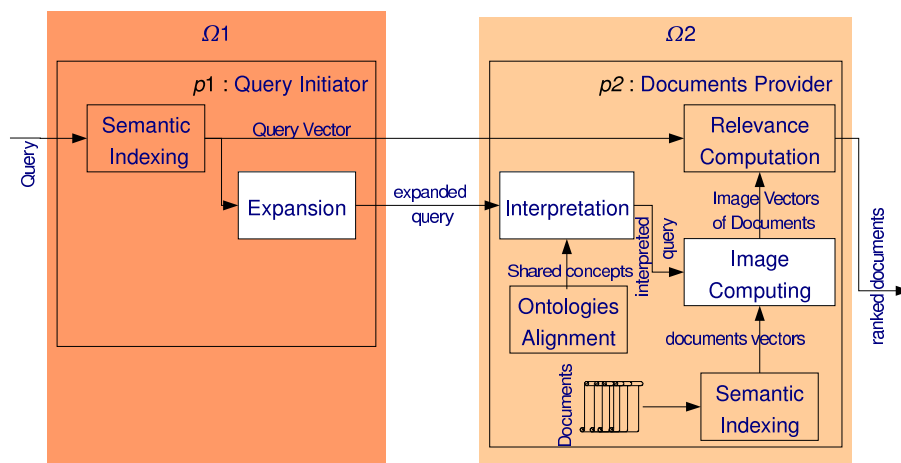 Ω1
p1 : Query Initiator
Query
Semantic
Indexing
Query Vector
Expansion
expanded
query
Ω2
p2 : Documents Provider
Relevance
Computation
Interpretation
Image Vectors
of Documents
interpreted
query
Shared concepts
Image
Computing
Ontologies
Alignment
documents vectors
Documents
Semantic
Indexing
ranked documents